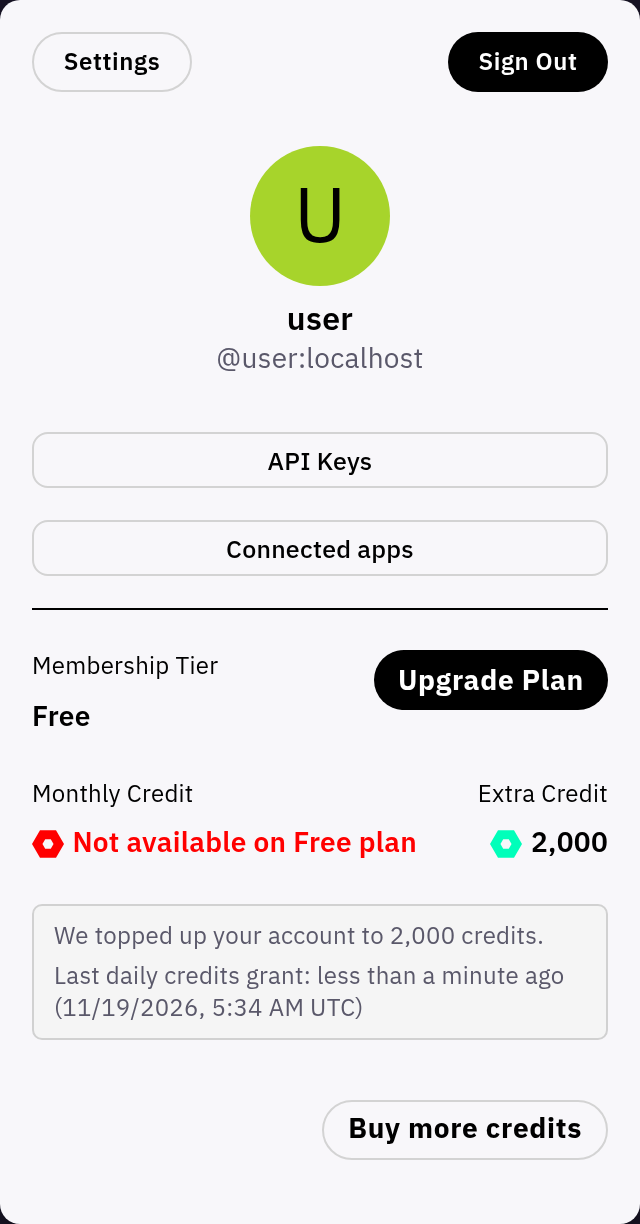 Settings
Sign Out
U
user
@user:localhost
API Keys
Connected apps
Membership Tier
Upgrade Plan
Free
Monthly Credit
Extra Credit
Not available on Free plan
2,000
We topped up your account to 2,000 credits.
Last daily credits grant: less than a minute ago
(11/19/2026, 5:34 AM UTC)
Buy more credits